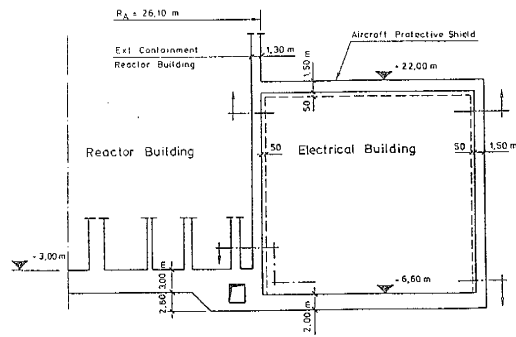 RA = 26,10 m
Ext Containment
Reactor Building
1,30 m
1,50 m
50
Aircraft Protective Shield
- 22,00 m
Reactor Building
50
Electrical Building
50
1,50 m
- 3,00 m
3,00 m
2,60
- 6,60 m
2,00 m